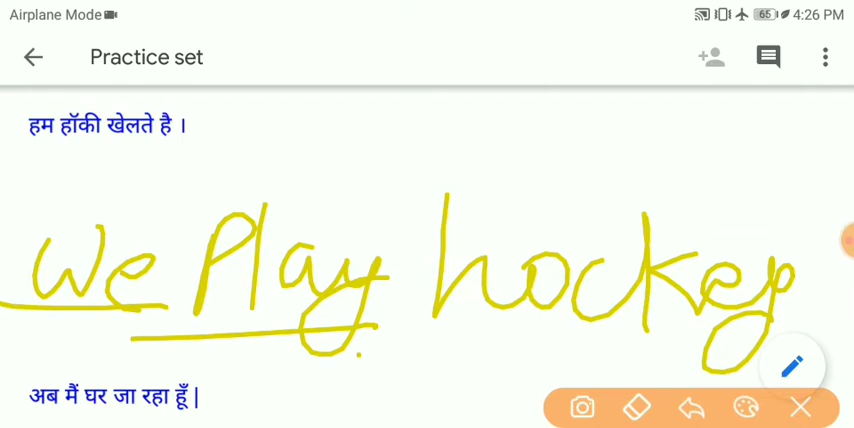 Airplane Mode 65 4:26 PM
Practice set
हम हॉकी खेलते है ।
We Play hockey
अब मैं घर जा रहा हूँ |